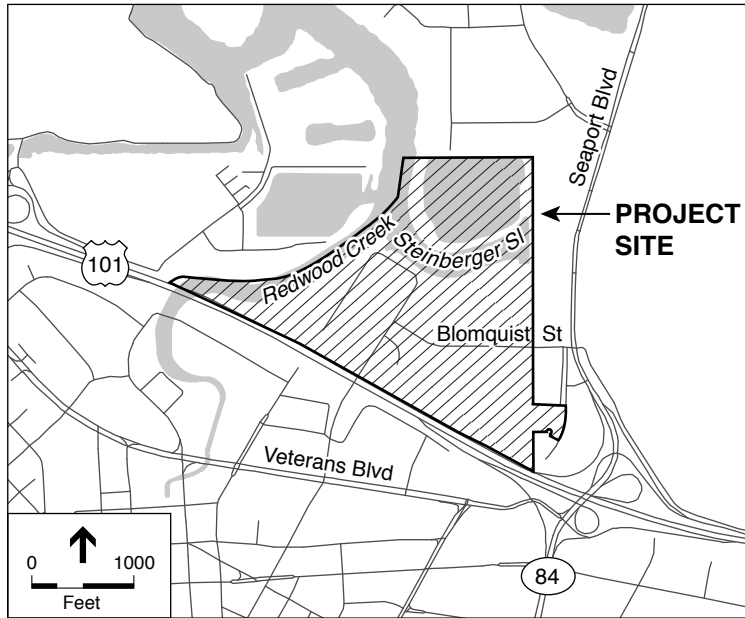 Seaport Blvd
PROJECT
SITE
101
Redwood Creek
Steinberger Sl
Blomquist St
Veterans Blvd
0 1000
Feet
84